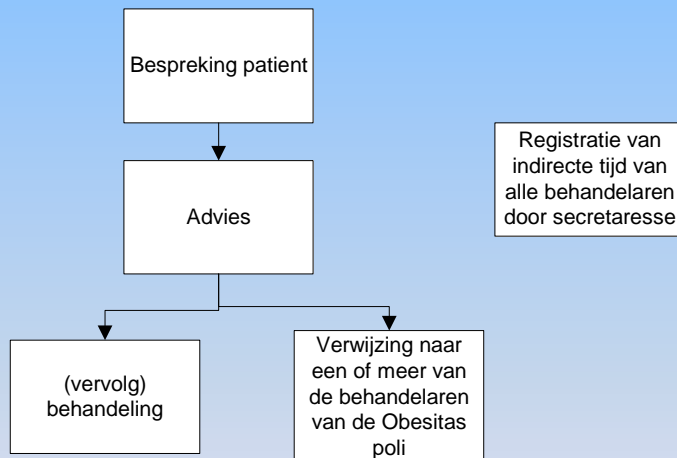 Bespreking patient
Registratie van
indirecte tijd van
alle behandelaren
door secretaresse
Advies
(vervolg)
behandeling
Verwijzing naar
een of meer van
de behandelaren
van de Obesitas
poli